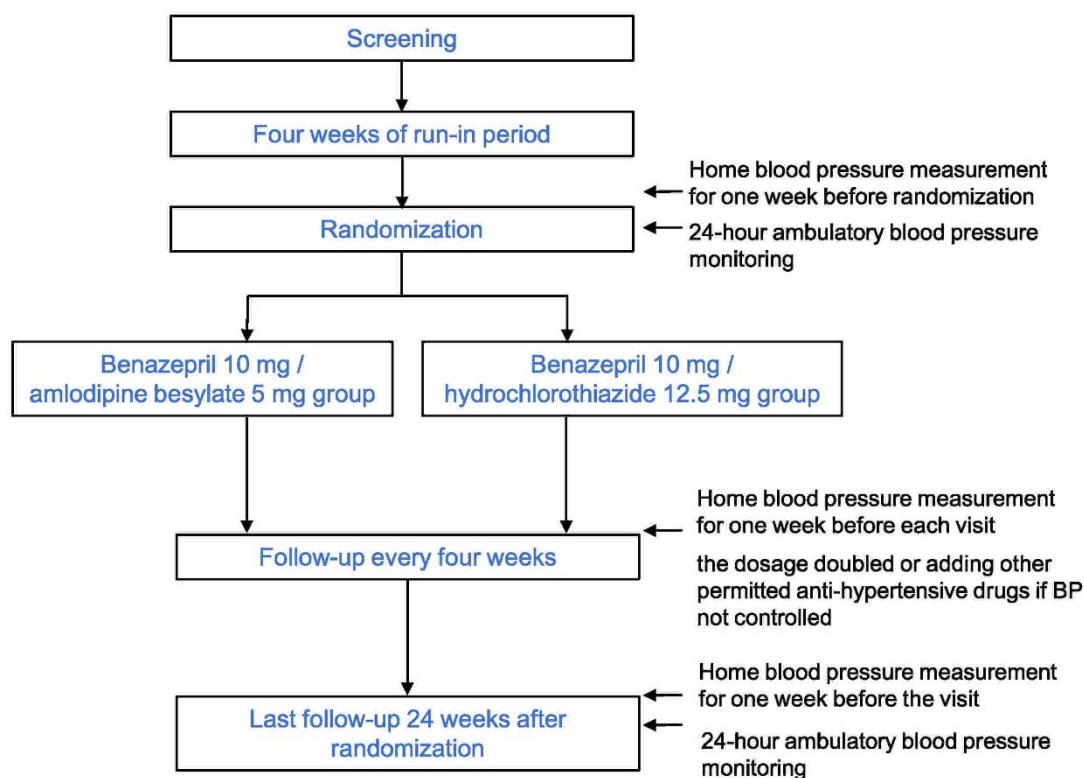 Screening
Four weeks of run-in period
Home blood pressure measurement
for one week before randomization
Randomization
24-hour ambulatory blood pressure
monitoring
Benazepril 10 mg /
amlodipine besylate 5 mg group
Benazepril 10 mg /
hydrochlorothiazide 12.5 mg group
Home blood pressure measurement
for one week before each visit
Follow-up every four weeks
the dosage doubled or adding other
permitted anti-hypertensive drugs if BP
not controlled
Home blood pressure measurement
for one week before the visit
Last follow-up 24 weeks after
randomization
24-hour ambulatory blood pressure
monitoring